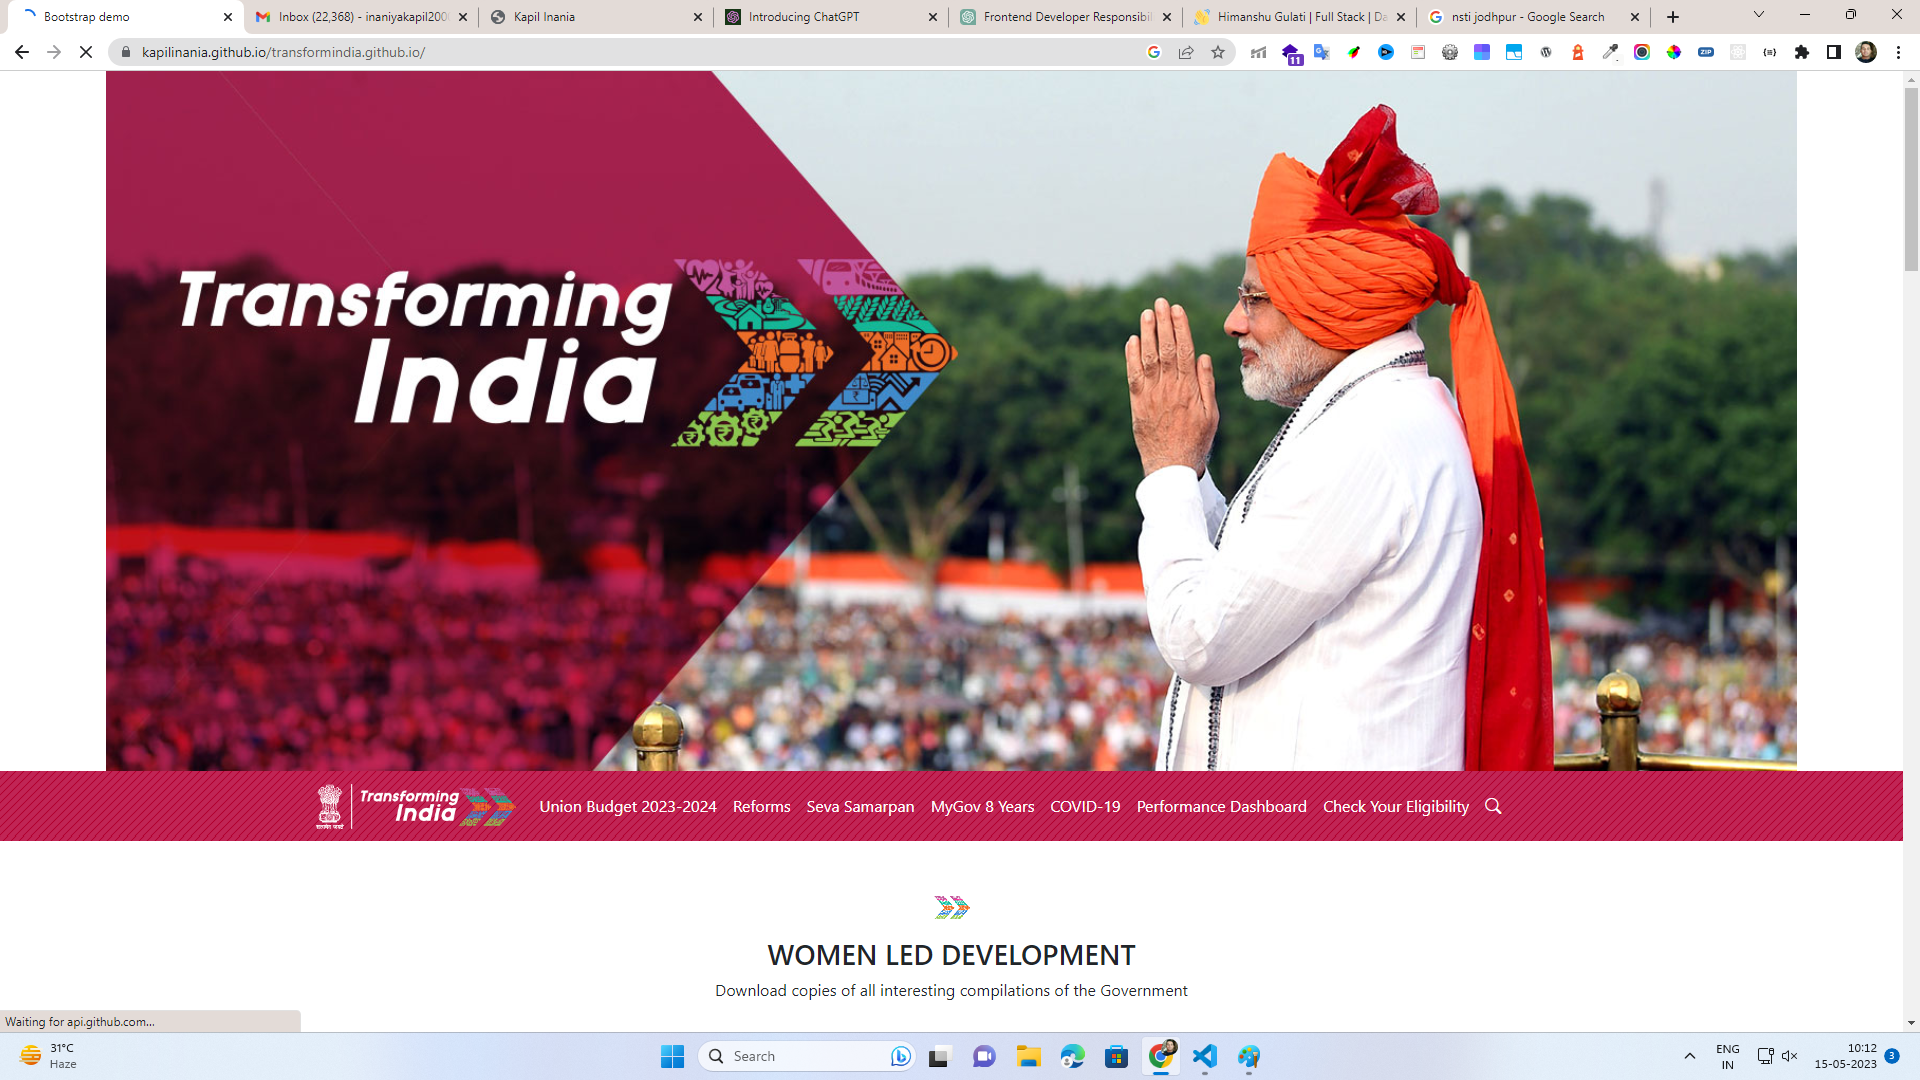 Bootstrap demo
Inbox (22,368) - inaniyakapil200
Kapil Inania
Introducing ChatGPT
Frontend Developer Responsibil
Himanshu Gulati | Full Stack | Da
nsti jodhpur - Google Search
kapilinania.github.io/transformindia.github.io/
11
ZIP
Transforming
India
Transforming
India
Union Budget 2023-2024
Reforms
Seva Samarpan
MyGov 8 Years
COVID-19
Performance Dashboard
Check Your Eligibility
WOMEN LED DEVELOPMENT
Download copies of all interesting compilations of the Government
Waiting for api.github.com...
31°C
Haze
Search
ENG
IN
10:12
15-05-2023
3